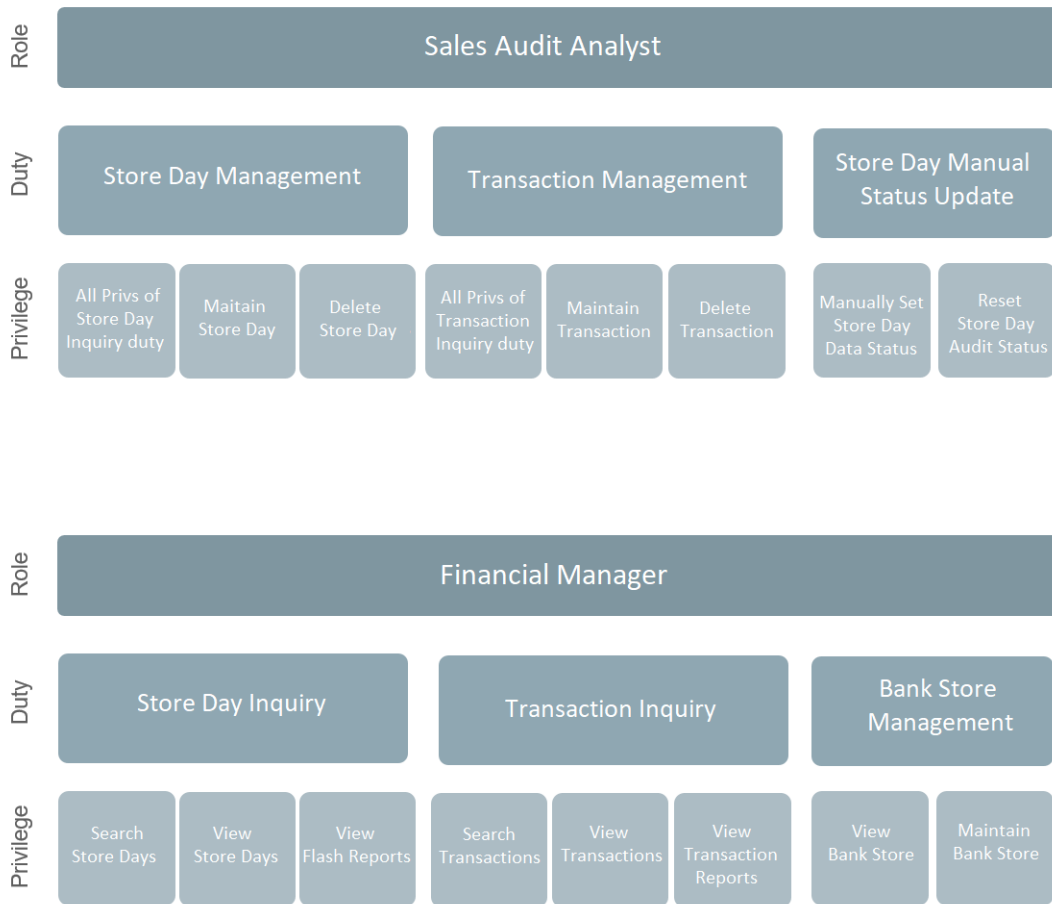 Role
Sales Audit Analyst
Duty
Store Day Management
Transaction Management
Store Day Manual
Status Update
Privilege
All Privs of
Store Day
Inquiry duty
Maitain
Store Day
Delete
Store Day
All Privs of
Transaction
Inquiry duty
Maintain
Transaction
Delete
Transaction
Manually Set
Store Day
Data Status
Reset
Store Day
Audit Status
Role
Financial Manager
Duty
Store Day Inquiry
Transaction Inquiry
Bank Store
Management
Privilege
Search
Store Days
View
Store Days
View
Flash Reports
Search
Transactions
View
Transactions
View
Transaction
Reports
View
Bank Store
Maintain
Bank Store